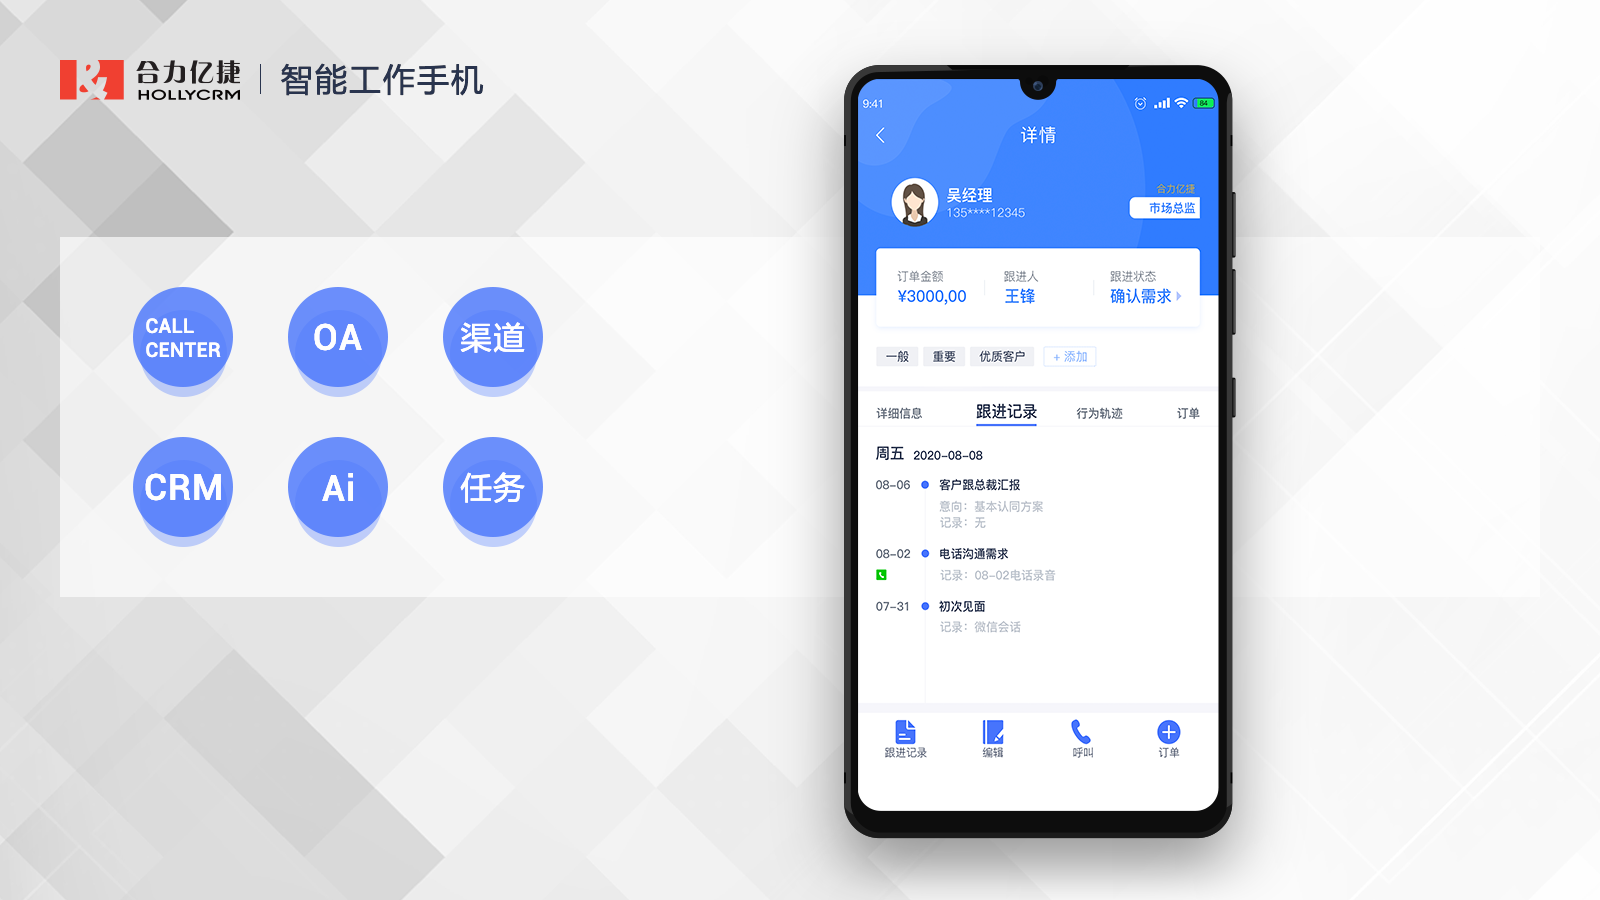 合力亿捷
HOLLYCRM
智能工作手机
CALL
CENTER
OA
渠道
CRM
Ai
任务
9:41
84
详情
吴经理
135****12345
合力亿捷
市场总监
订单金额
跟进人
跟进状态
¥3000,00
王锋
确认需求
一般
重要
优质客户
+ 添加
详细信息
跟进记录
行为轨迹
订单
周五 2020-08-08
08-06
客户跟总裁汇报
意向：基本认同方案
记录：无
08-02
电话沟通需求
记录：08-02电话录音
07-31
初次见面
记录：微信会话
跟进记录
编辑
呼叫
订单